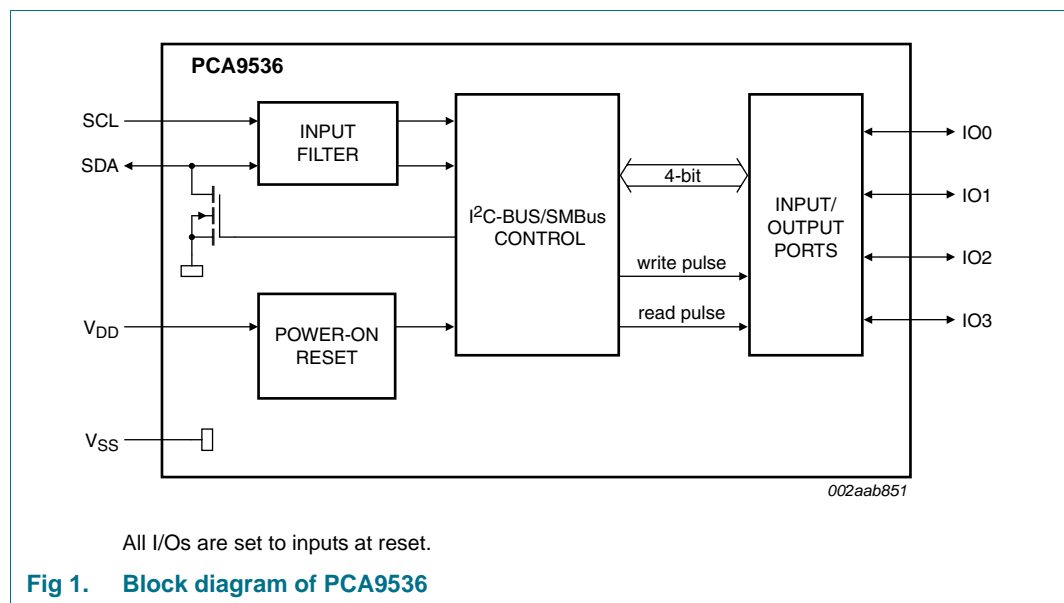 PCA9536
SCL
SDA
INPUT
FILTER
I²C-BUS/SMBus
CONTROL
4-bit
write pulse
read pulse
INPUT/
OUTPUT
PORTS
IO0
IO1
IO2
IO3
VDD
POWER-ON
RESET
VSS
002aab851
All I/Os are set to inputs at reset.
Fig 1. Block diagram of PCA9536